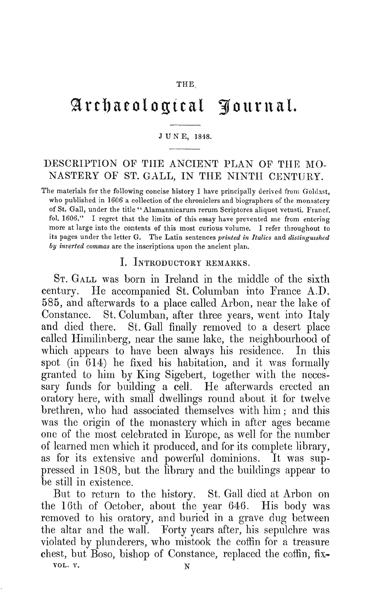 THE
Archaeological Journal.
JUNE, 1848.
DESCRIPTION OF THE ANCIENT PLAN OF THE MO-
NASTERY OF ST. GALL, IN THE NINTH CENTURY.
The materials for the following concise history I have principally derived from Goldast,
who published in 1606 a collection of the chroniclers and biographers of the monastery
of St. Gall, under the title “Alamannicarum rerum Scriptores aliquot vetusti. Francf.
fol. 1606.” I regret that the limits of this essay have prevented me from entering
more at large into the contents of this most curious volume. I refer throughout to
its pages under the letter G. The Latin sentences printed in Italics and distinguished
by inverted commas are the inscriptions upon the ancient plan.
I. INTRODUCTORY REMARKS.
ST. GALL was born in Ireland in the middle of the sixth
century. He accompanied St. Columban into France A.D.
585, and afterwards to a place called Arbon, near the lake of
Constance. St. Columban, after three years, went into Italy
and died there. St. Gall finally removed to a desert place
called Himilinberg, near the same lake, the neighbourhood of
which appears to have been always his residence. In this
spot (in 614) he fixed his habitation, and it was formally
granted to him by King Sigebert, together with the neces-
sary funds for building a cell. He afterwards erected an
oratory here, with small dwellings round about it for twelve
brethren, who had associated themselves with him; and this
was the origin of the monastery which in after ages became
one of the most celebrated in Europe, as well for the number
of learned men which it produced, and for its complete library,
as for its extensive and powerful dominions. It was sup-
pressed in 1808, but the library and the buildings appear to
be still in existence.
But to return to the history. St. Gall died at Arbon on
the 16th of October, about the year 646. His body was
removed to his oratory, and buried in a grave dug between
the altar and the wall. Forty years after, his sepulchre was
violated by plunderers, who mistook the coffin for a treasure
chest, but Boso, bishop of Constance, replaced the coffin, fix-
VOL. V. N